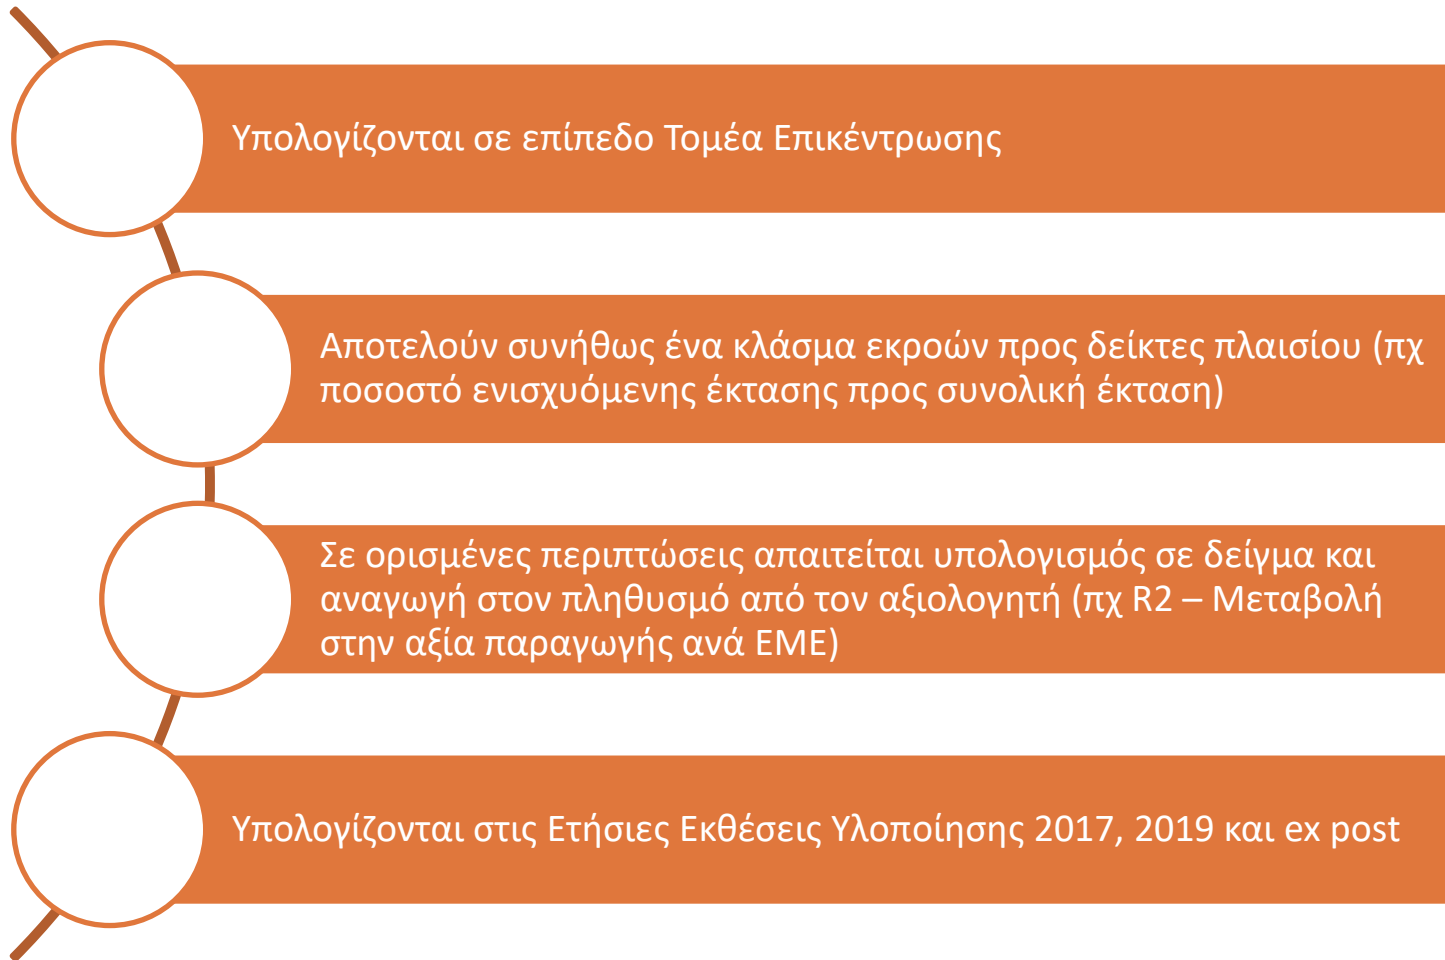 Υπολογίζονται σε επίπεδο Τομέα Επικέντρωσης
Αποτελούν συνήθως ένα κλάσμα εκροών προς δείκτες πλαισίου (πχ
ποσοστό ενισχυόμενης έκτασης προς συνολική έκταση)
Σε ορισμένες περιπτώσεις απαιτείται υπολογισμός σε δείγμα και
αναγωγή στον πληθυσμό από τον αξιολογητή (πχ R2 – Μεταβολή
στην αξία παραγωγής ανά ΕΜΕ)
Υπολογίζονται στις Ετήσιες Εκθέσεις Υλοποίησης 2017, 2019 και ex post